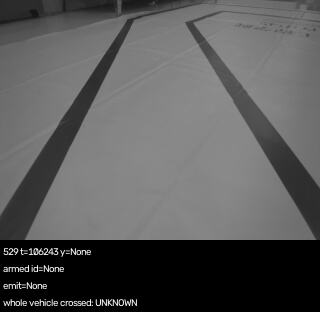 529 t=106243 y=None
armed id=None
emit=None
whole vehicle crossed: UNKNOWN